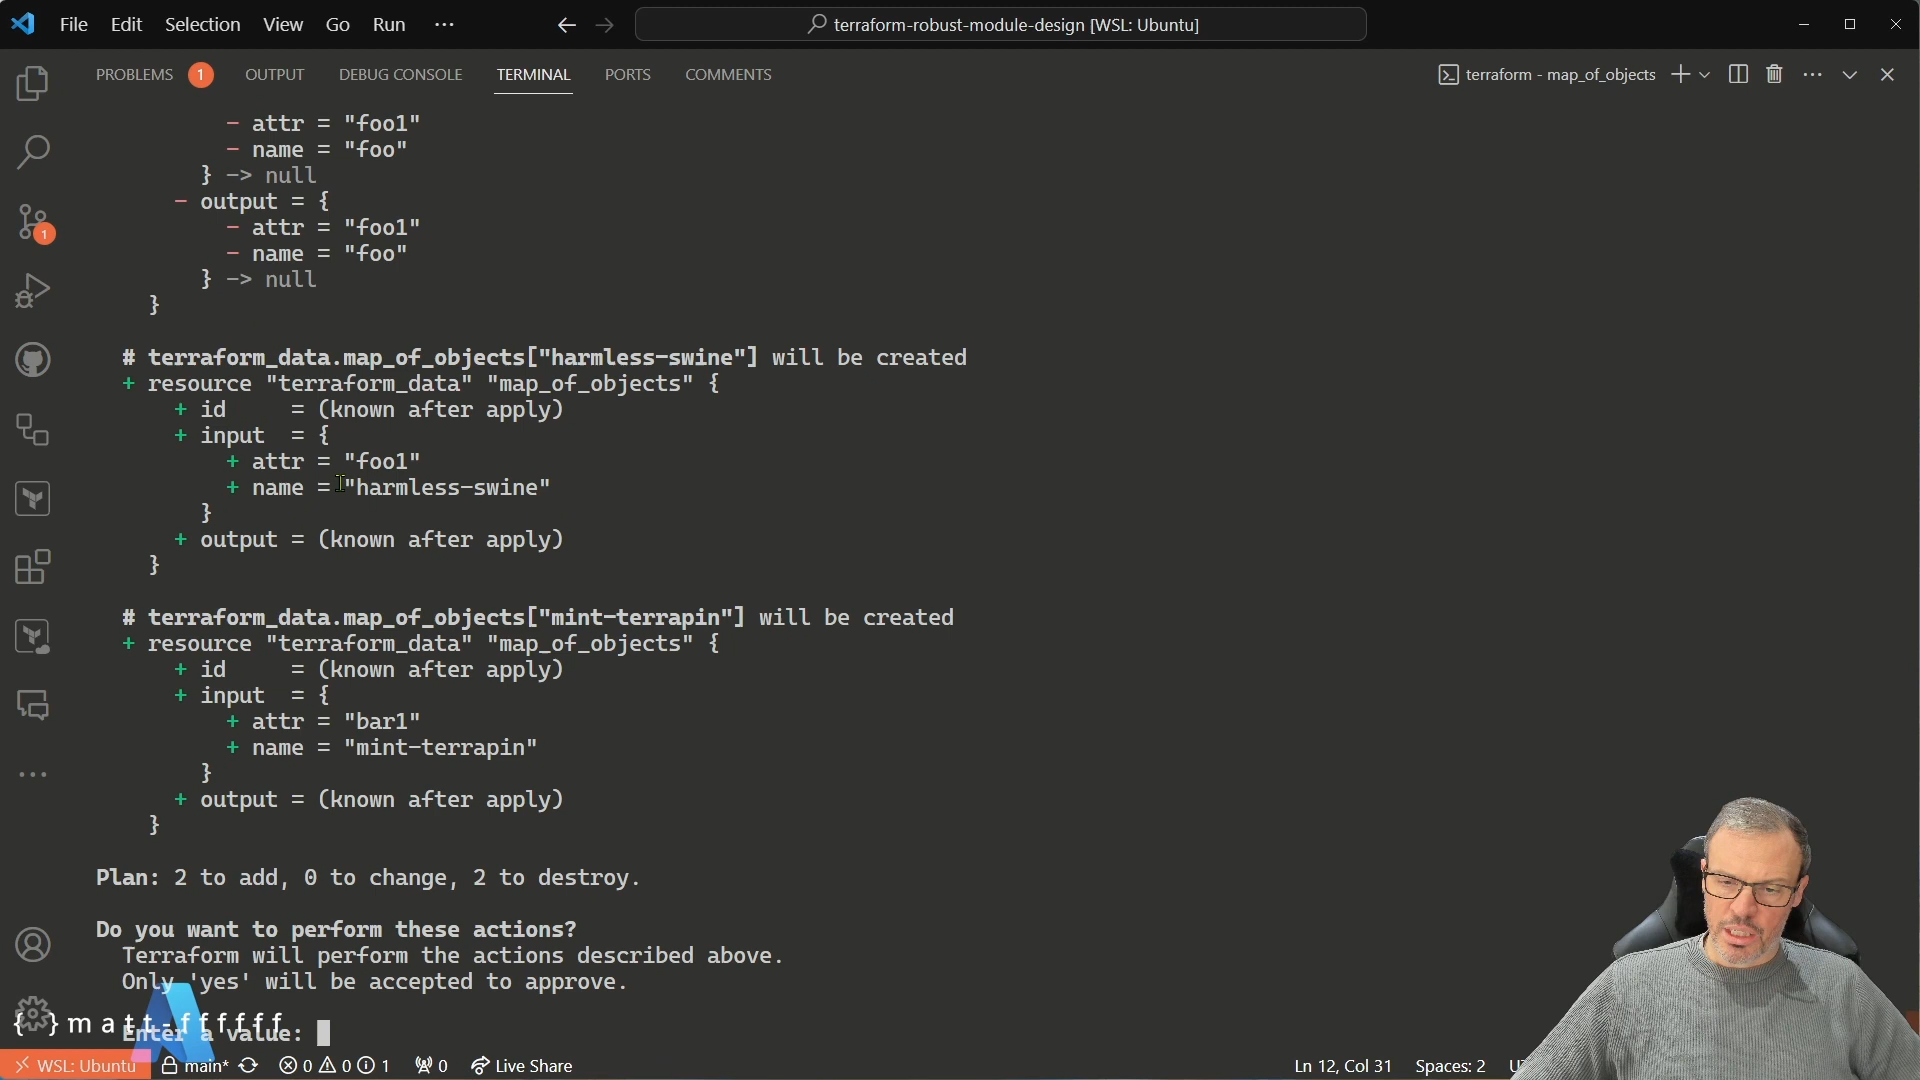 File Edit Selection View Go Run ··· terraform-robust-module-design [WSL: Ubuntu]
PROBLEMS 1 OUTPUT DEBUG CONSOLE TERMINAL PORTS COMMENTS terraform - map_of_objects
- attr = "foo1"
- name = "foo"
} -> null
- output = {
- attr = "foo1"
- name = "foo"
} -> null
}
# terraform_data.map_of_objects["harmless-swine"] will be created
+ resource "terraform_data" "map_of_objects" {
+ id = (known after apply)
+ input = {
+ attr = "foo1"
+ name = "harmless-swine"
}
+ output = (known after apply)
}
# terraform_data.map_of_objects["mint-terrapin"] will be created
+ resource "terraform_data" "map_of_objects" {
+ id = (known after apply)
+ input = {
+ attr = "bar1"
+ name = "mint-terrapin"
}
+ output = (known after apply)
}
Plan: 2 to add, 0 to change, 2 to destroy.
Do you want to perform these actions?
Terraform will perform the actions described above.
Only 'yes' will be accepted to approve.
{ } matt-ffffff
Enter a value:
WSL: Ubuntu main* 0 0 1 0 Live Share Ln 12, Col 31 Spaces: 2
1